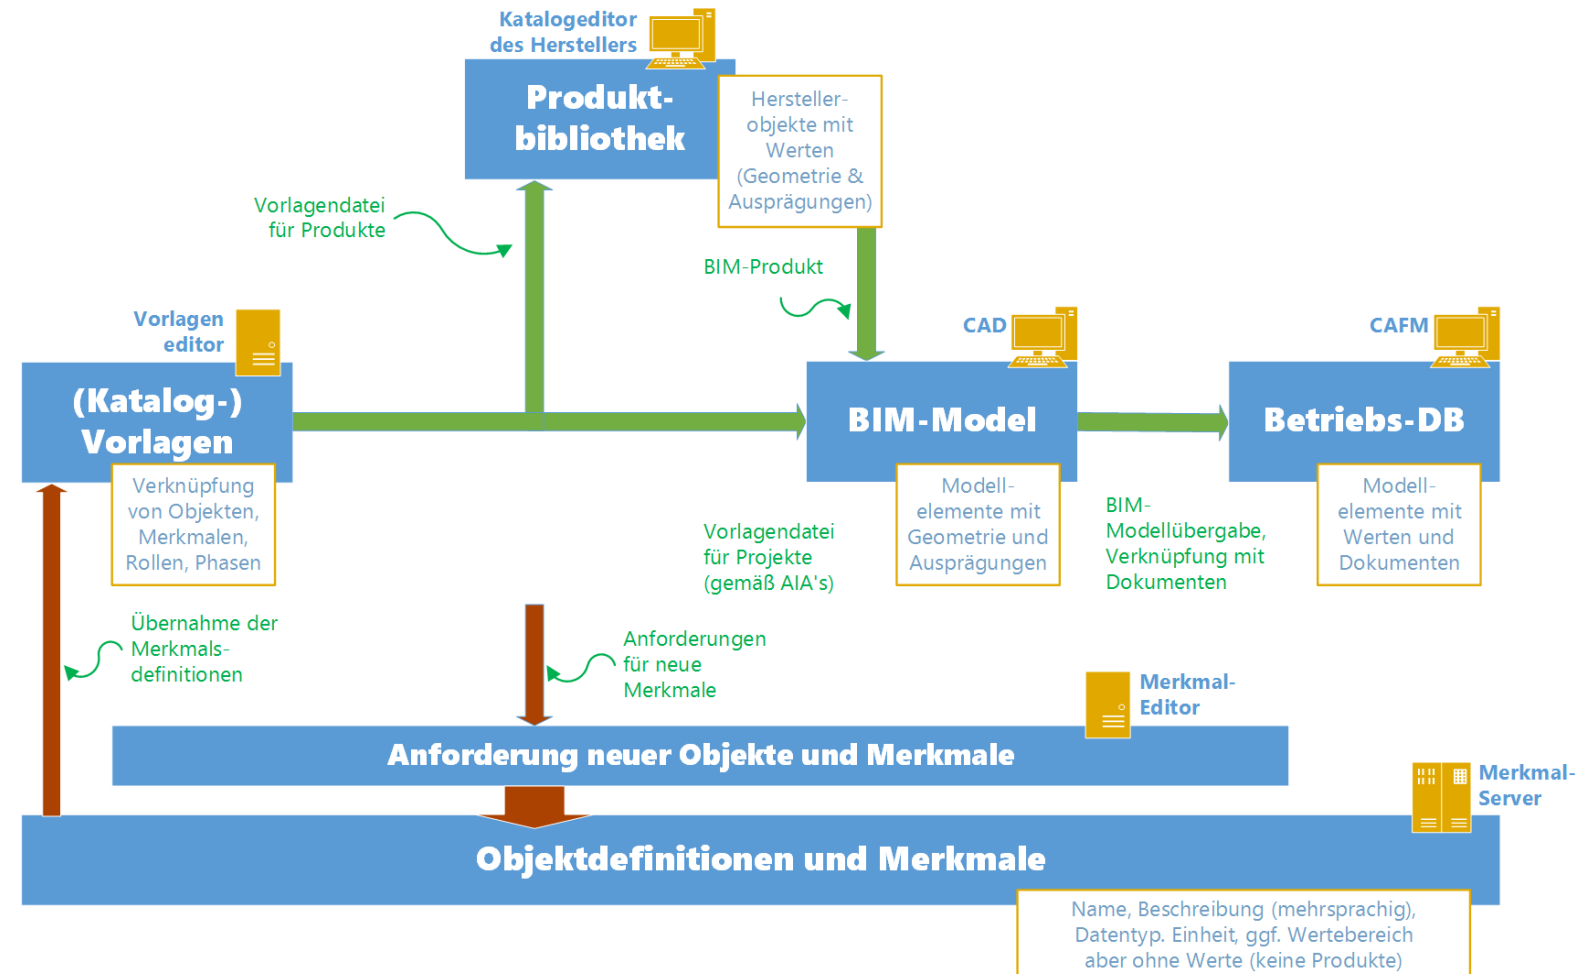 Katalogeditor
des Herstellers
Produkt-
bibliothek
Hersteller-
objekte mit
Werten
(Geometrie &
Ausprägungen)
Vorlagendatei
für Produkte
BIM-Produkt
Vorlagen
editor
CAD
CAFM
(Katalog-)
Vorlagen
BIM-Model
Betriebs-DB
Verknüpfung
von Objekten,
Merkmalen,
Rollen, Phasen
Vorlagendatei
für Projekte
(gemäß AIA's)
Modell-
elemente mit
Geometrie und
Ausprägungen
BIM-
Modellübergabe,
Verknüpfung mit
Dokumenten
Modell-
elemente mit
Werten und
Dokumenten
Übernahme der
Merkmals-
definitionen
Anforderungen
für neue
Merkmale
Merkmal-
Editor
Anforderung neuer Objekte und Merkmale
Merkmal-
Server
Objektdefinitionen und Merkmale
Name, Beschreibung (mehrsprachig),
Datentyp. Einheit, ggf. Wertebereich
aber ohne Werte (keine Produkte)